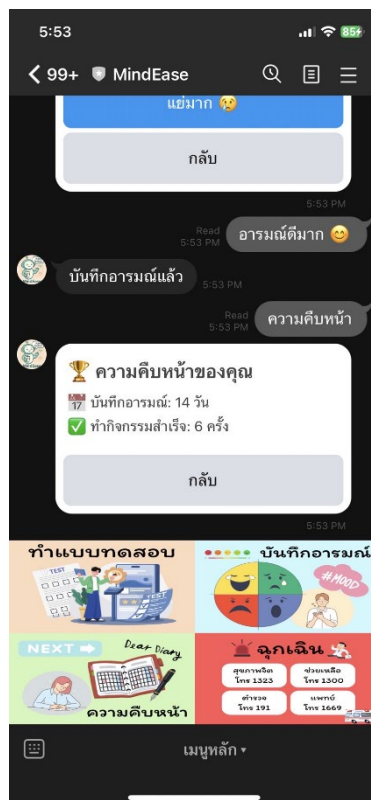 5:53
85
99+
MindEase
แย่มาก 😢
กลับ
5:53 PM
Read
5:53 PM
อารมณ์ดีมาก 😊
บันทึกอารมณ์แล้ว
5:53 PM
Read
5:53 PM
ความคืบหน้า
🏆 ความคืบหน้าของคุณ
📅 บันทึกอารมณ์: 14 วัน
✅ ทำกิจกรรมสำเร็จ: 6 ครั้ง
กลับ
5:53 PM
ทำแบบทดสอบ
TEST
TEST
บันทึกอารมณ์
#MOOD
NEXT
Dear Diary
ความคืบหน้า
ฉุกเฉิน
สุขภาพจิต
โทร 1323
ช่วยเหลือ
โทร 1300
ตำรวจ
โทร 191
แพทย์
โทร 1669
เมนูหลัก ▾